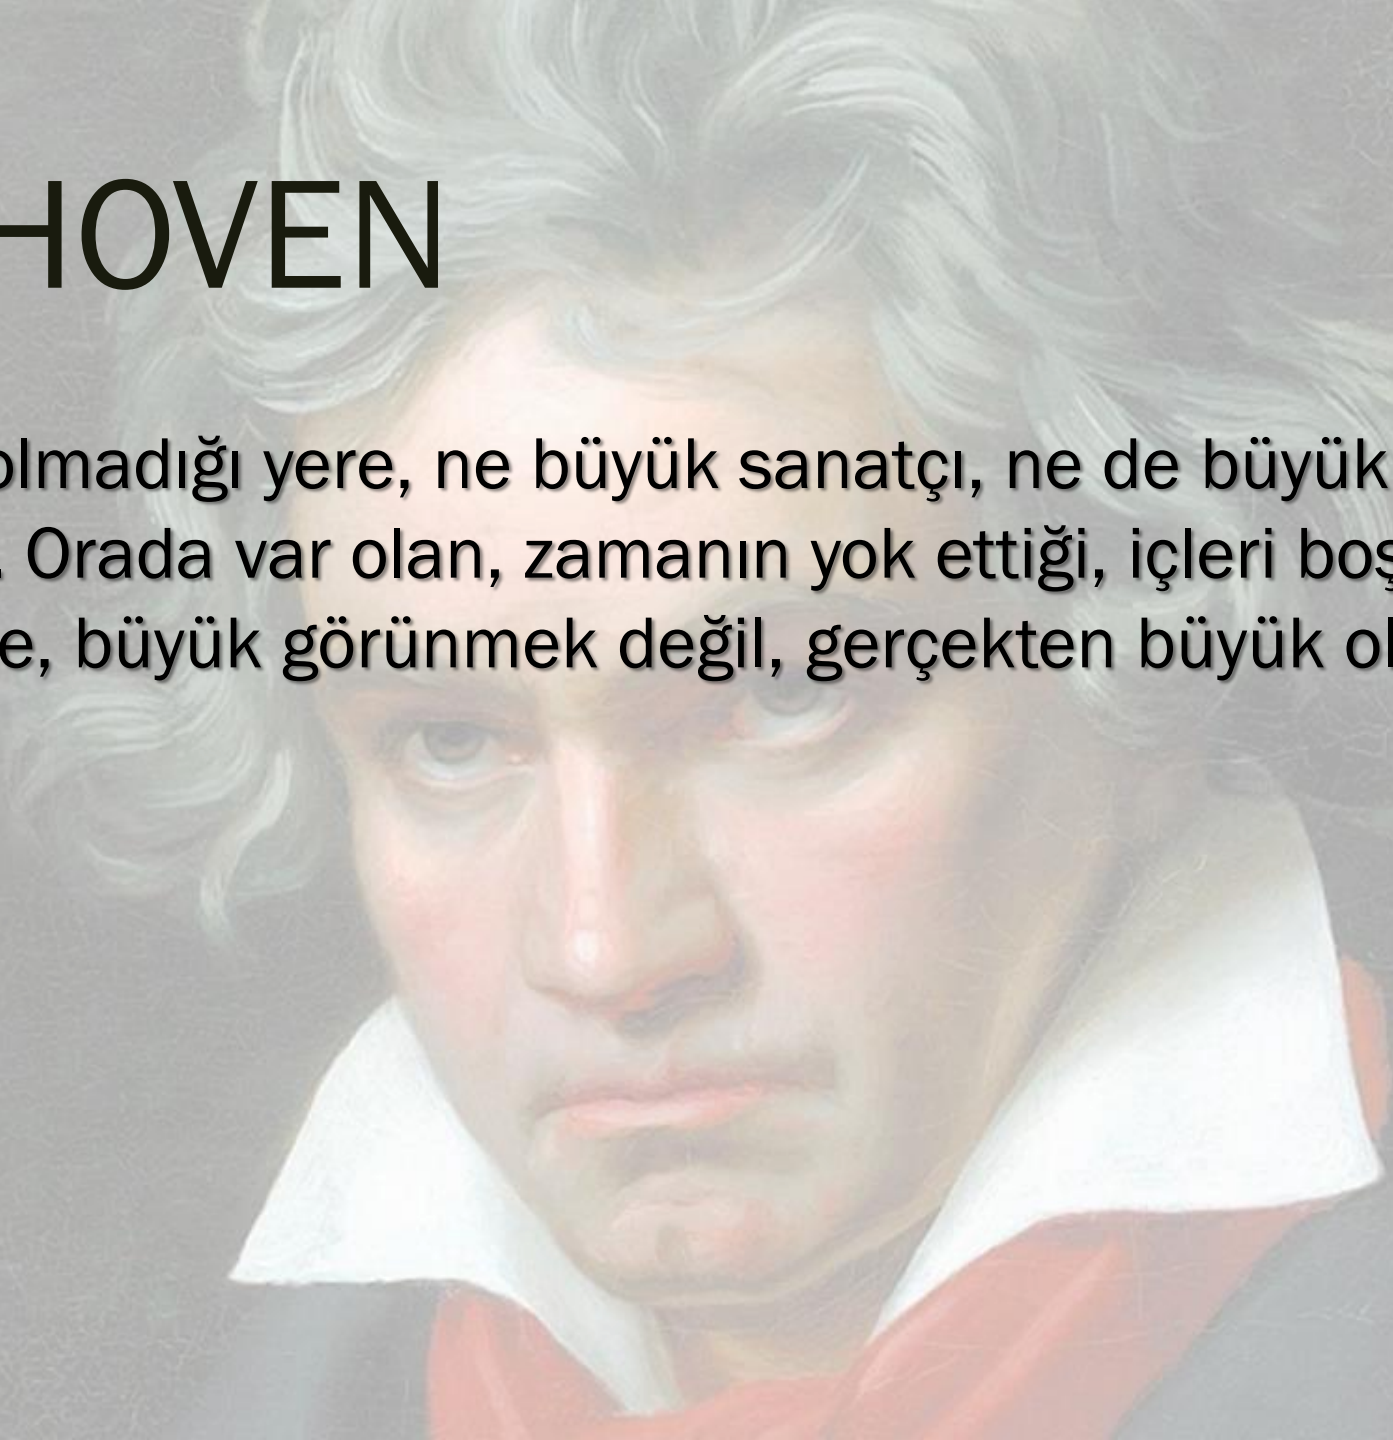 HOVEN
olmadığı yere, ne büyük sanatçı, ne de büyük
. Orada var olan, zamanın yok ettiği, içleri boş
e, büyük görünmek değil, gerçekten büyük ol